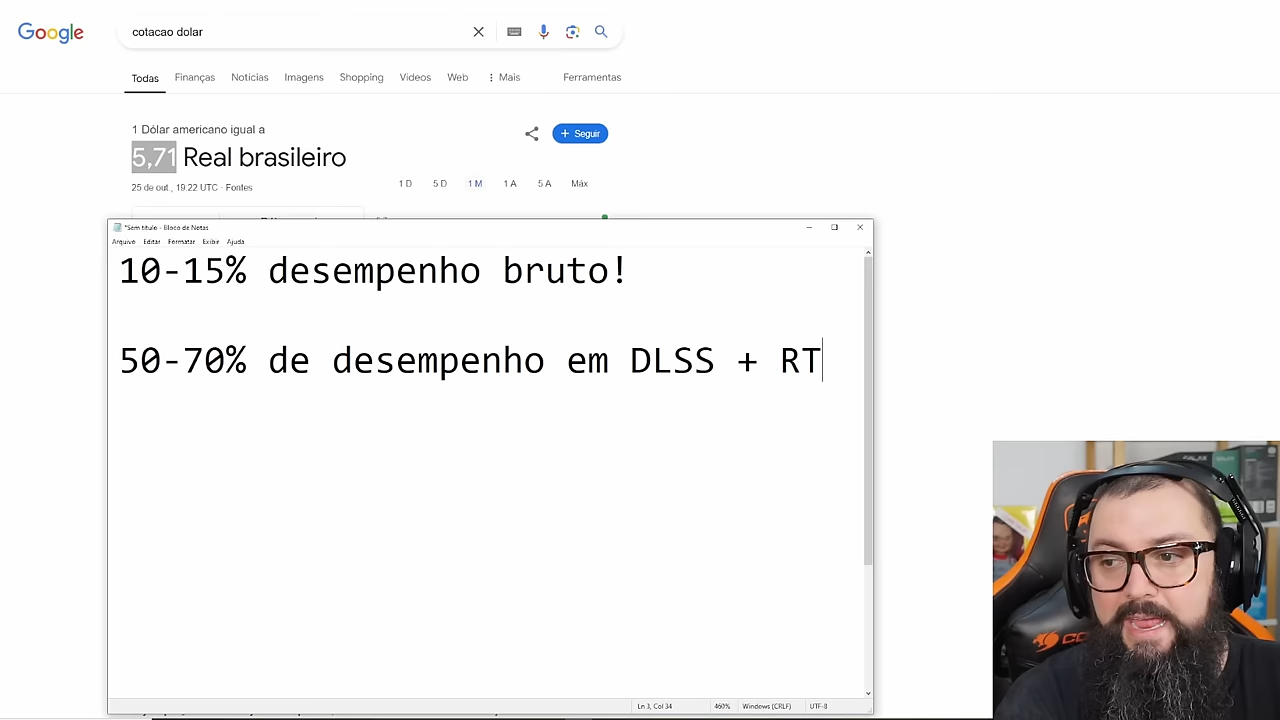 Google
cotacao dolar
Todas Finanças Notícias Imagens Shopping Vídeos Web Mais Ferramentas
1 Dólar americano igual a
5,71 Real brasileiro
Seguir
25 de out., 19:22 UTC · Fontes
1 D 5 D 1 M 1 A 5 A Máx
*Sem título - Bloco de Notas
Arquivo Editar Formatar Exibir Ajuda
10-15% desempenho bruto!
50-70% de desempenho em DLSS + RT
Ln 3, Col 34 460% Windows (CRLF) UTF-8